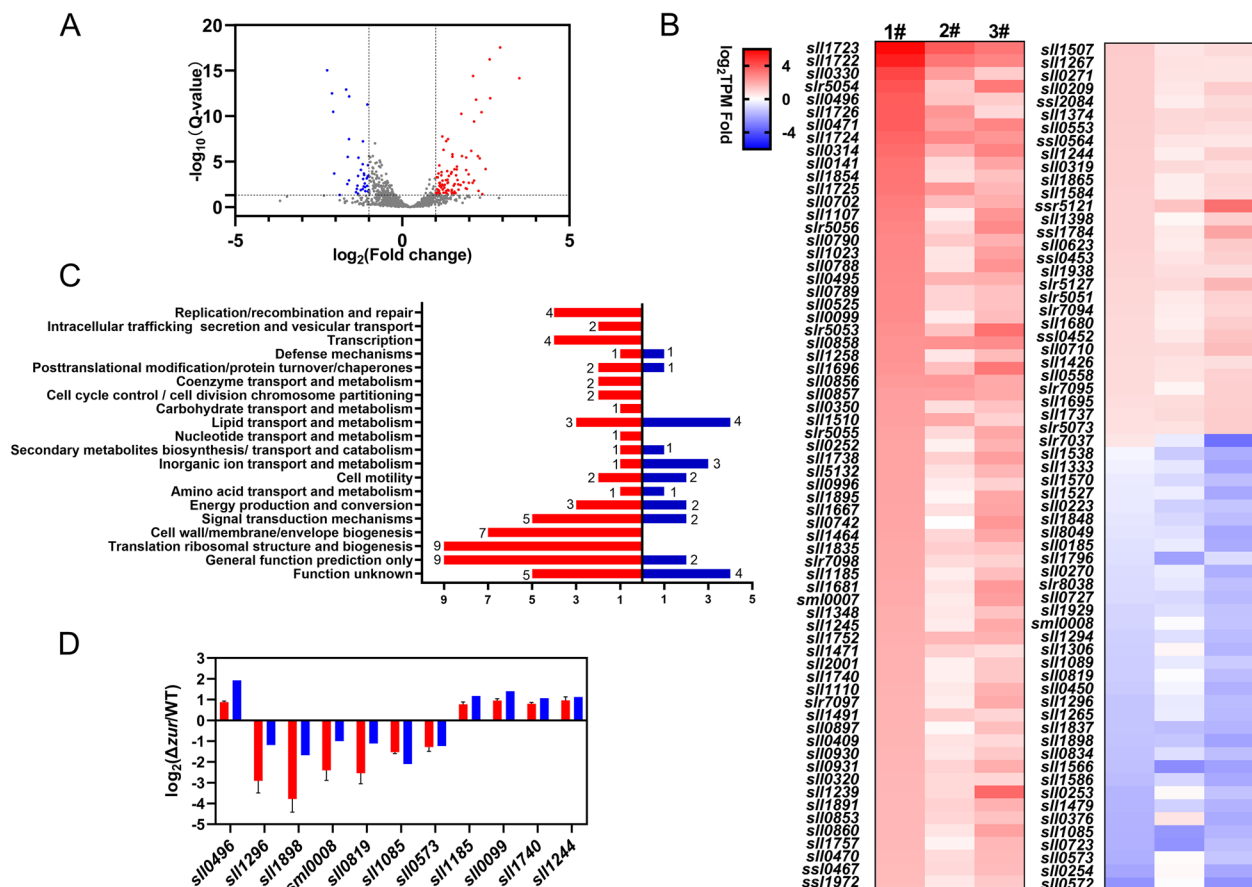 A
20
15
10
5
0
-log10(Q-value)
-5
0
5
log2(Fold change)
B
1#
2#
3#
4
0
-4
log2TPM Fold
sll1723
sll1722
sll0330
slr5054
sll0496
sll1726
sll0471
sll1724
sll0314
sll0141
sll1854
sll1725
sll0702
sll1107
slr5056
sll0790
sll1023
sll0788
sll0495
sll0789
sll0525
sll0099
slr5053
sll0858
sll1258
sll1696
sll0856
sll0857
sll0350
sll1510
slr5055
sll0252
sll1738
sll5132
sll0996
sll1895
sll1667
sll0742
sll1464
sll1835
slr7098
sll1185
sll1681
sml0007
sll1348
sll1245
sll1752
sll1471
sll2001
sll1740
sll1110
slr7097
sll1491
sll0897
sll0409
sll0930
sll0931
sll0320
sll1239
sll1891
sll0853
sll0860
sll1757
sll0470
ssl0467
ssl1972
sll1507
sll1267
sll0271
sll0209
ssl2084
sll1374
sll0553
ssl0564
sll1244
sll0319
sll1865
sll1584
ssr5121
sll1398
ssl1784
sll0623
ssl0453
sll1938
slr5127
slr5051
slr7094
sll1680
ssl0452
sll0710
sll1426
sll0558
slr7095
sll1695
sll1737
slr5073
slr7037
sll1538
sll1333
sll1570
sll1527
sll0223
sll1848
sll8049
sll0185
sll1796
sll0270
slr8038
sll0727
sll1929
sml0008
sll1294
sll1306
sll1089
sll0819
sll0450
sll1296
sll1265
sll1837
sll1898
sll0834
sll1566
sll1586
sll0253
sll1479
sll0376
sll1085
sll0723
sll0573
sll0254
sll0572
C
Replication/recombination and repair 4
Intracellular trafficking secretion and vesicular transport 2
Transcription 4
Defense mechanisms 1 1
Posttranslational modification/protein turnover/chaperones 2 1
Coenzyme transport and metabolism 2
Cell cycle control / cell division chromosome partitioning 2
Carbohydrate transport and metabolism 1
Lipid transport and metabolism 3 4
Nucleotide transport and metabolism 1
Secondary metabolites biosynthesis/ transport and catabolism 1 1
Inorganic ion transport and metabolism 1 3
Cell motility 2 2
Amino acid transport and metabolism 1 1
Energy production and conversion 3 2
Signal transduction mechanisms 5 2
Cell wall/membrane/envelope biogenesis 7
Translation ribosomal structure and biogenesis 9
General function prediction only 9 2
Function unknown 5 4
9 7 5 3 1 1 3 5
D
3
2
1
0
-1
-2
-3
-4
-5
log2(Δzur/WT)
sll0496
sll1296
sll1898
sml0008
sll0819
sll1085
sll0573
sll1185
sll0099
sll1740
sll1244